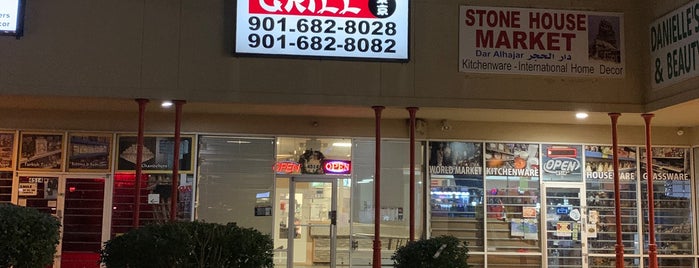 GRILL
901-682-8028
901-682-8082
STONE HOUSE
MARKET
Dar Alhajar دار الحجر
Kitchenware - International Home Decor
DANIELLE'S
& BEAUT
OPEN
OPEN
WORLD MARKET
KITCHENWARE
OPEN
HOUSEWARE
GLASSWARE
Chandeliers